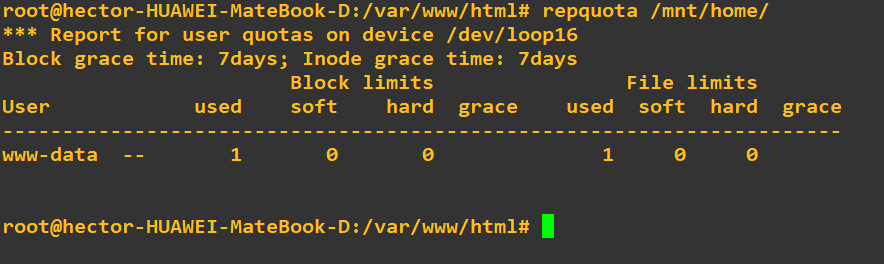 root@hector-HUAWEI-MateBook-D:/var/www/html# repquota /mnt/home/
*** Report for user quotas on device /dev/loop16
Block grace time: 7days; Inode grace time: 7days
                        Block limits                File limits
User            used    soft    hard  grace    used  soft  hard  grace
----------------------------------------------------------------------
www-data  --       1       0      0              1     0     0
root@hector-HUAWEI-MateBook-D:/var/www/html#